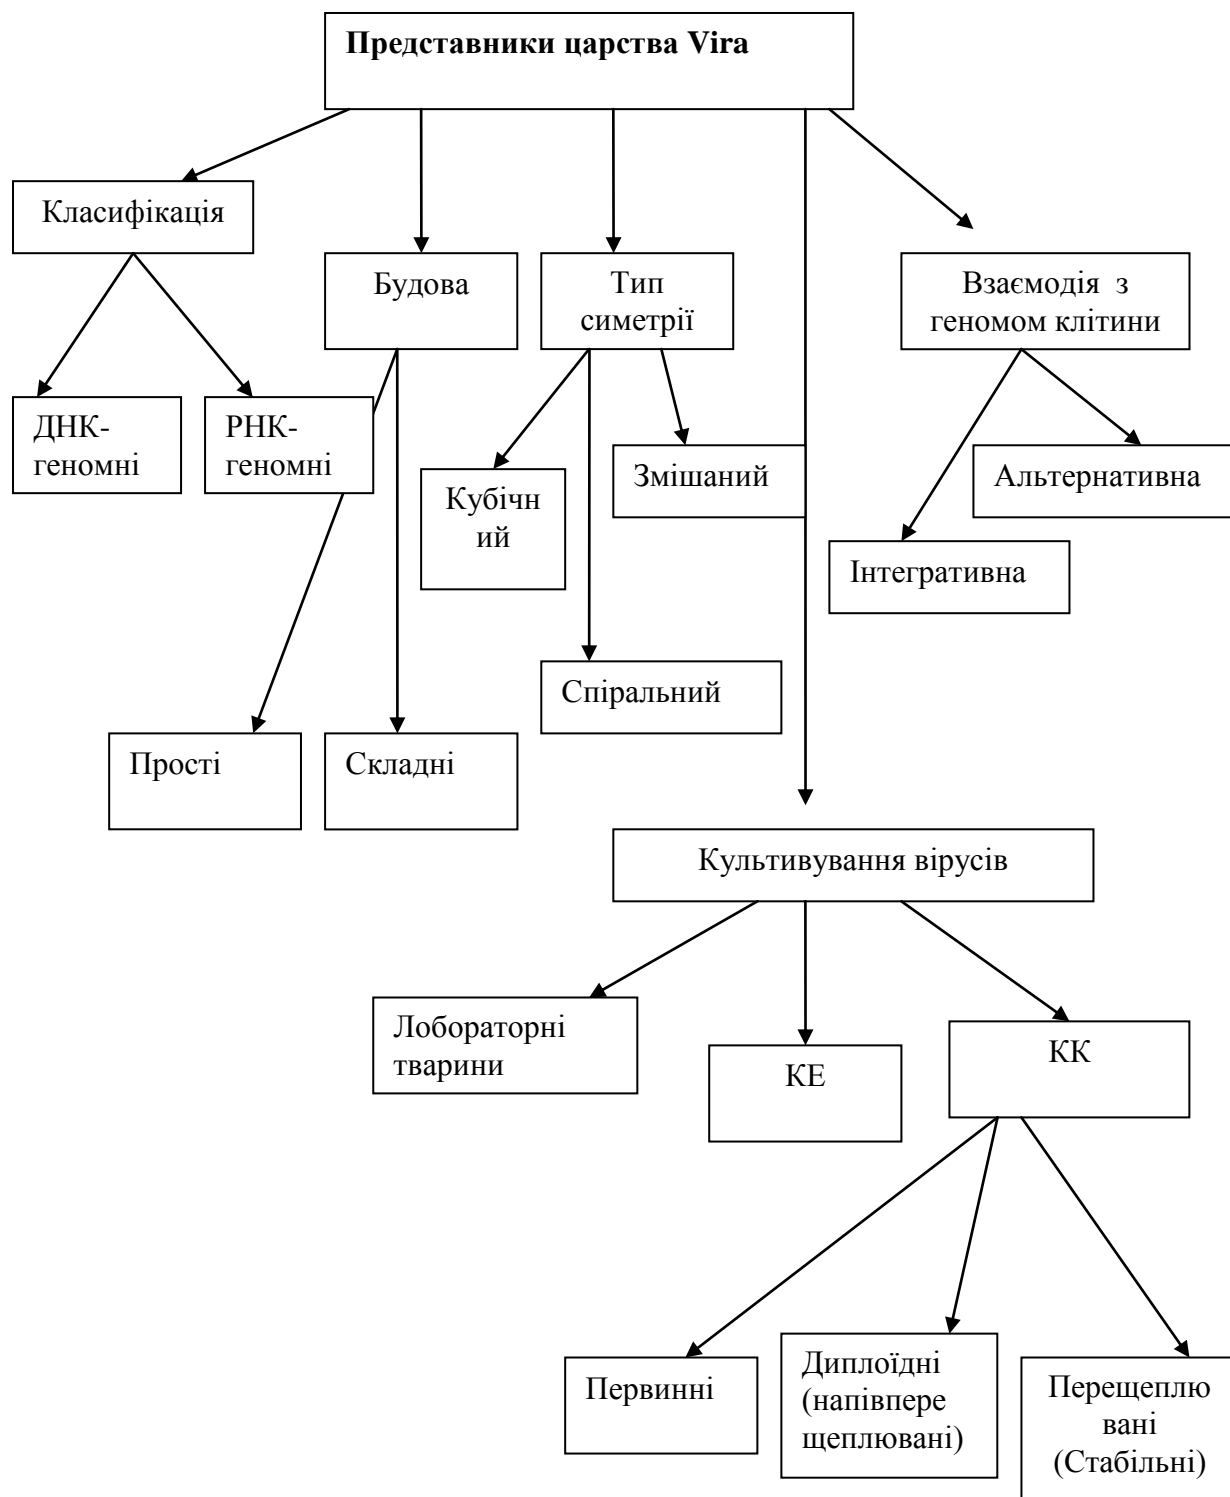 Представники царства Vira
Класифікація
Будова
Тип
симетрії
Взаємодія з
геномом клітини
ДНК-
геномні
РНК-
геномні
Кубічн
ий
Змішаний
Альтернативна
Інтегративна
Спіральний
Прості
Складні
Культивування вірусів
Лобораторні
тварини
КЕ
КК
Первинні
Диплоїдні
(напівпере
щеплювані)
Перещеплю
вані
(Стабільні)